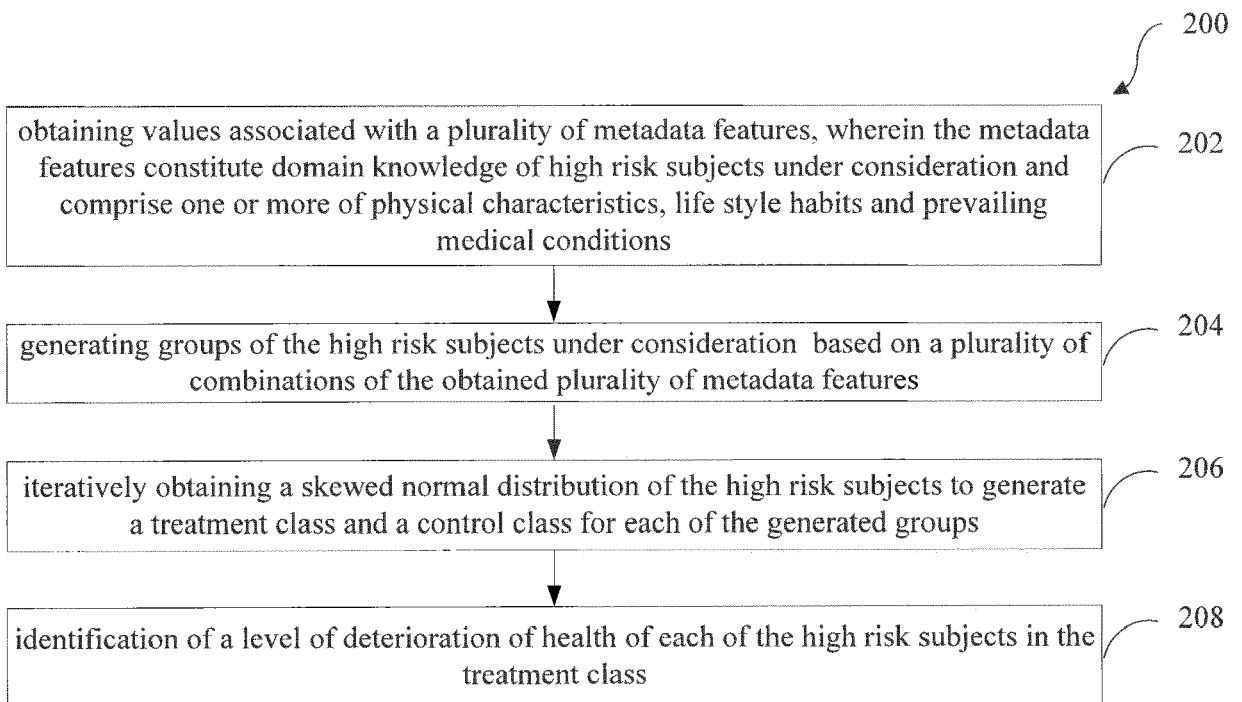 200
obtaining values associated with a plurality of metadata features, wherein the metadata
features constitute domain knowledge of high risk subjects under consideration and
comprise one or more of physical characteristics, life style habits and prevailing
medical conditions
202
generating groups of the high risk subjects under consideration based on a plurality of
combinations of the obtained plurality of metadata features
204
iteratively obtaining a skewed normal distribution of the high risk subjects to generate
a treatment class and a control class for each of the generated groups
206
identification of a level of deterioration of health of each of the high risk subjects in the
treatment class
208